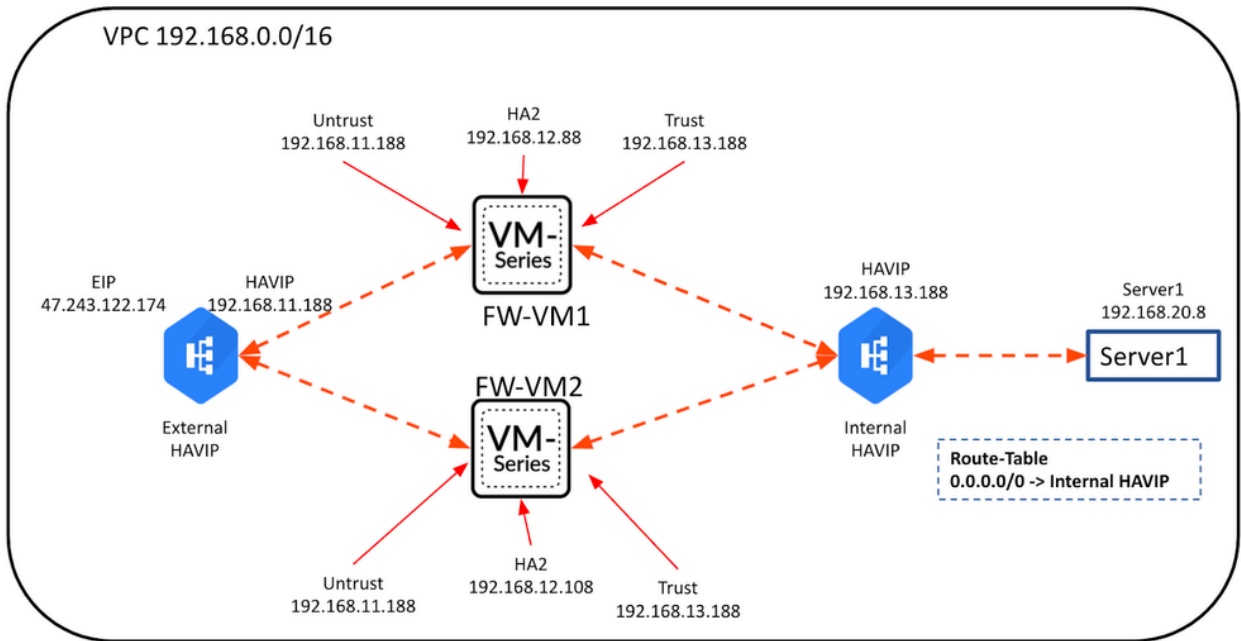 VPC 192.168.0.0/16
Untrust
192.168.11.188
HA2
192.168.12.88
Trust
192.168.13.188
VM-
Series
FW-VM1
EIP
47.243.122.174
HAVIP
192.168.11.188
External
HAVIP
HAVIP
192.168.13.188
Internal
HAVIP
Server1
192.168.20.8
Server1
FW-VM2
VM-
Series
Route-Table
0.0.0.0/0 -> Internal HAVIP
Untrust
192.168.11.188
HA2
192.168.12.108
Trust
192.168.13.188